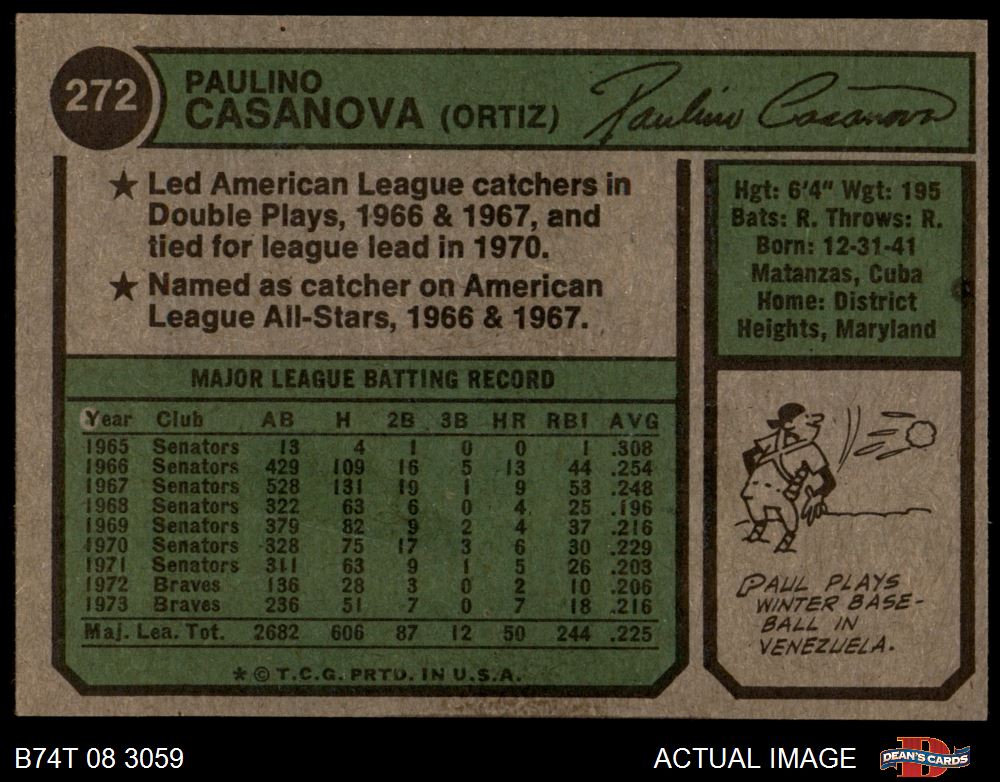 272
PAULINO
CASANOVA (ORTIZ)
Paulino Casanova
★ Led American League catchers in
Double Plays, 1966 & 1967, and
tied for league lead in 1970.
★ Named as catcher on American
League All-Stars, 1966 & 1967.
Hgt: 6'4" Wgt: 195
Bats: R. Throws: R.
Born: 12-31-41
Matanzas, Cuba
Home: District
Heights, Maryland
MAJOR LEAGUE BATTING RECORD
Year Club AB H 2B 3B HR RBI AVG
1965 Senators 13 4 1 0 0 1 .308
1966 Senators 429 109 16 5 13 44 .254
1967 Senators 528 131 19 1 9 53 .248
1968 Senators 322 63 6 0 4 25 .196
1969 Senators 379 82 9 2 4 37 .216
1970 Senators 328 75 17 3 6 30 .229
1971 Senators 311 63 9 1 5 26 .203
1972 Braves 136 28 3 0 2 10 .206
1973 Braves 236 51 7 0 7 18 .216
Maj. Lea. Tot. 2682 606 87 12 50 244 .225
* © T.C.G. PRTD. IN U.S.A.
PAUL PLAYS
WINTER BASE-
BALL IN
VENEZUELA.
B74T 08 3059
ACTUAL IMAGE
D
DEAN'S CARDS